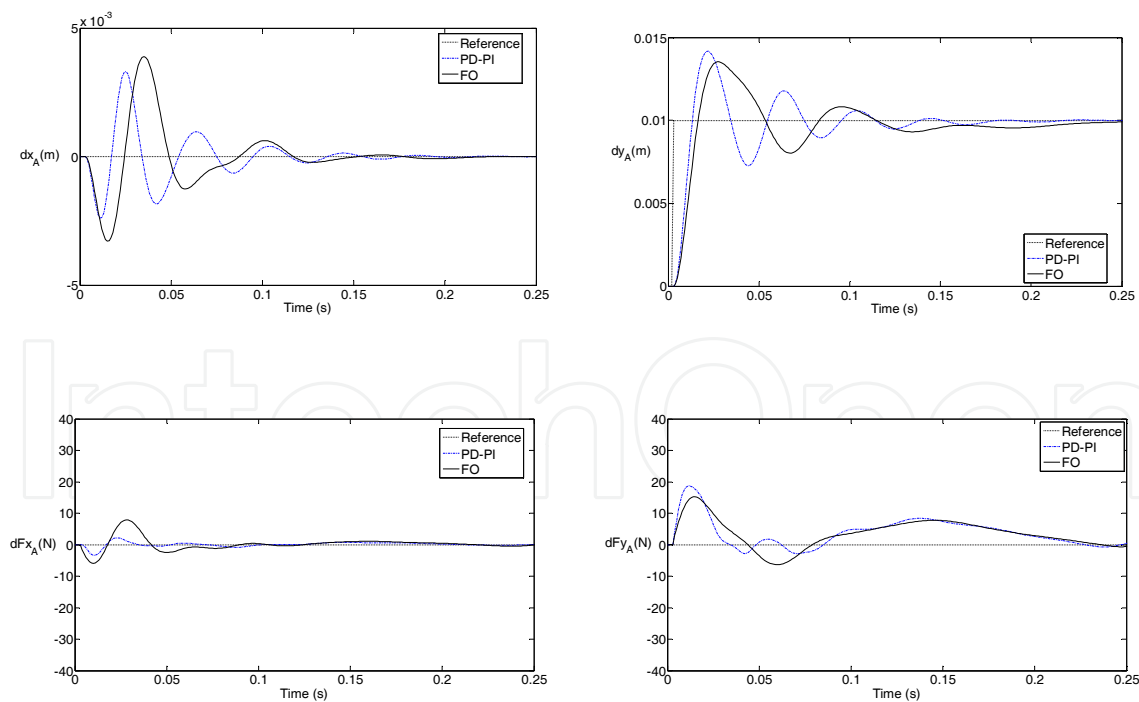 5 x 10^-3
0
-5
dx_A(m)
Reference
PD-PI
FO
0 0.05 0.1 0.15 0.2 0.25
Time (s)
0.015
0.01
0.005
0
dy_A(m)
Reference
PD-PI
FO
0 0.05 0.1 0.15 0.2 0.25
Time (s)
IntechOpen
40
30
20
10
0
-10
-20
-30
-40
dFx_A(N)
Reference
PD-PI
FO
0 0.05 0.1 0.15 0.2 0.25
Time (s)
40
30
20
10
0
-10
-20
-30
-40
dFy_A(N)
Reference
PD-PI
FO
0 0.05 0.1 0.15 0.2 0.25
Time (s)